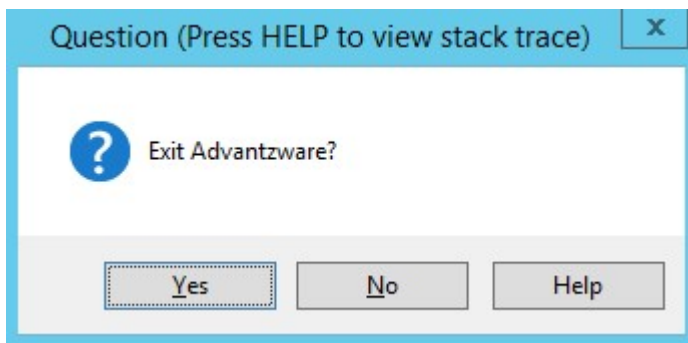 Question (Press HELP to view stack trace)
x
?
Exit Advantzware?
Yes
No
Help